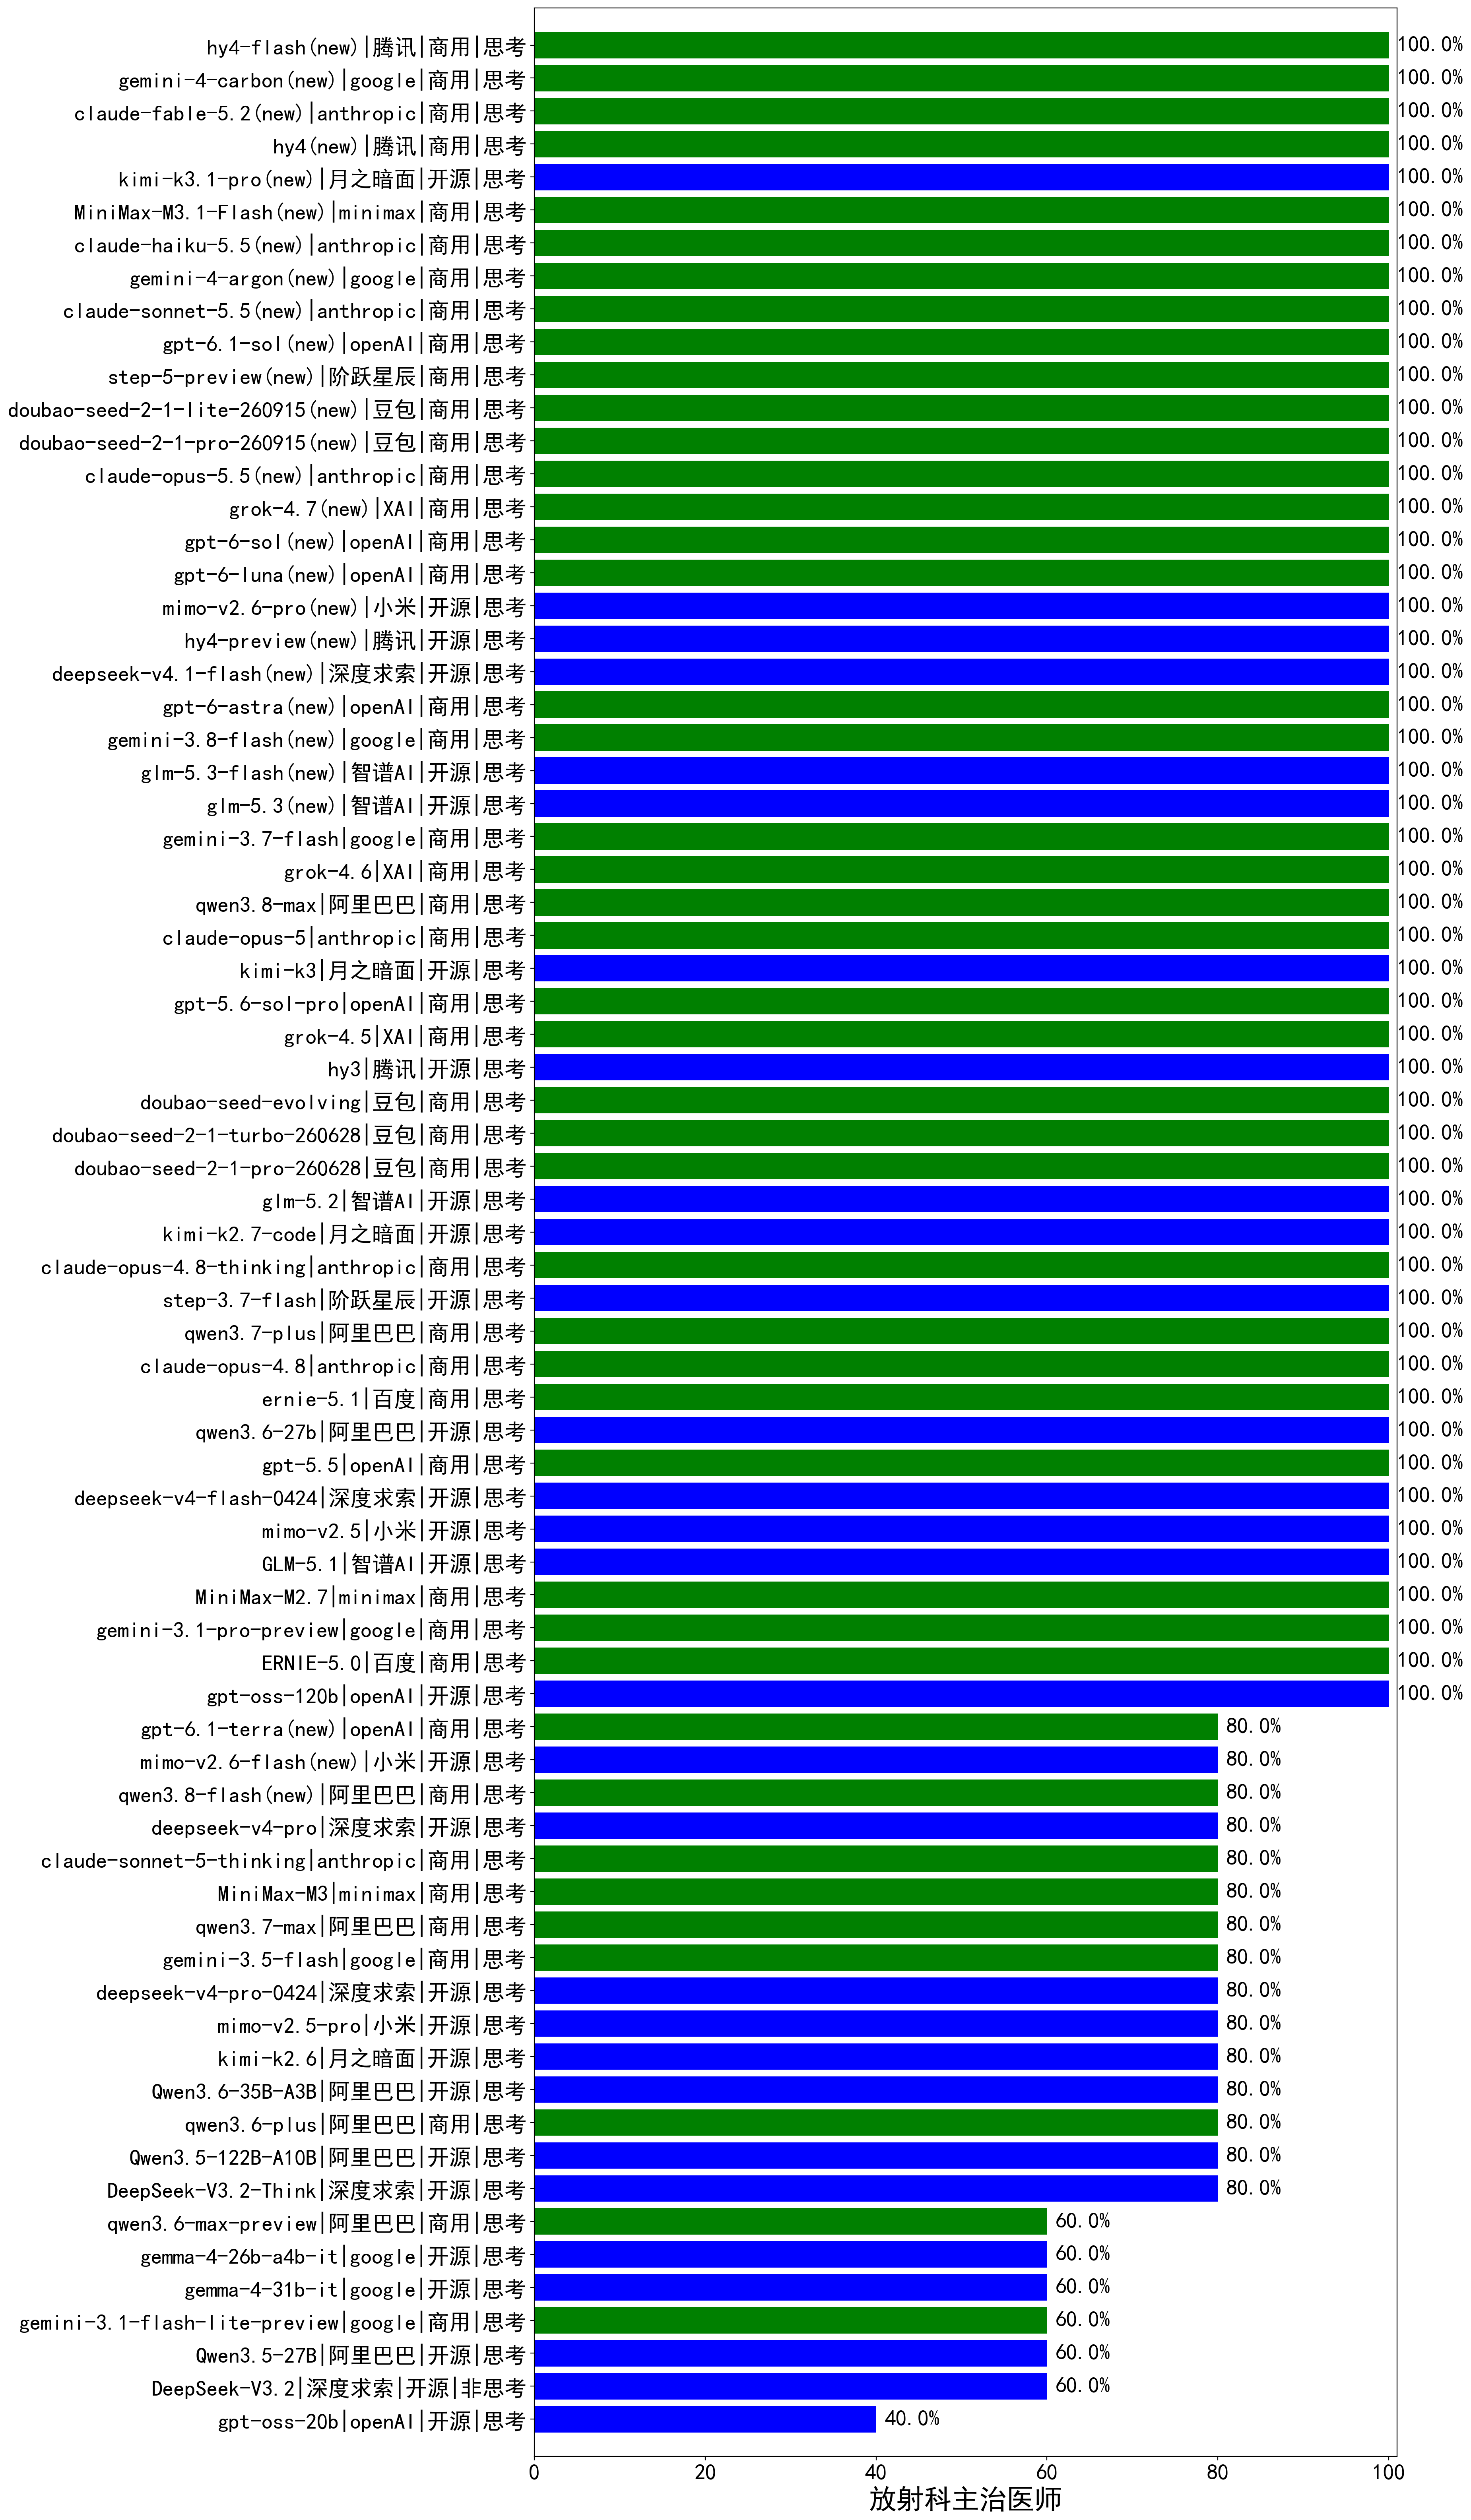 hy4-flash(new)|腾讯|商用|思考 100.0%
gemini-4-carbon(new)|google|商用|思考 100.0%
claude-fable-5.2(new)|anthropic|商用|思考 100.0%
hy4(new)|腾讯|商用|思考 100.0%
kimi-k3.1-pro(new)|月之暗面|开源|思考 100.0%
MiniMax-M3.1-Flash(new)|minimax|商用|思考 100.0%
claude-haiku-5.5(new)|anthropic|商用|思考 100.0%
gemini-4-argon(new)|google|商用|思考 100.0%
claude-sonnet-5.5(new)|anthropic|商用|思考 100.0%
gpt-6.1-sol(new)|openAI|商用|思考 100.0%
step-5-preview(new)|阶跃星辰|商用|思考 100.0%
doubao-seed-2-1-lite-260915(new)|豆包|商用|思考 100.0%
doubao-seed-2-1-pro-260915(new)|豆包|商用|思考 100.0%
claude-opus-5.5(new)|anthropic|商用|思考 100.0%
grok-4.7(new)|XAI|商用|思考 100.0%
gpt-6-sol(new)|openAI|商用|思考 100.0%
gpt-6-luna(new)|openAI|商用|思考 100.0%
mimo-v2.6-pro(new)|小米|开源|思考 100.0%
hy4-preview(new)|腾讯|开源|思考 100.0%
deepseek-v4.1-flash(new)|深度求索|开源|思考 100.0%
gpt-6-astra(new)|openAI|商用|思考 100.0%
gemini-3.8-flash(new)|google|商用|思考 100.0%
glm-5.3-flash(new)|智谱AI|开源|思考 100.0%
glm-5.3(new)|智谱AI|开源|思考 100.0%
gemini-3.7-flash|google|商用|思考 100.0%
grok-4.6|XAI|商用|思考 100.0%
qwen3.8-max|阿里巴巴|商用|思考 100.0%
claude-opus-5|anthropic|商用|思考 100.0%
kimi-k3|月之暗面|开源|思考 100.0%
gpt-5.6-sol-pro|openAI|商用|思考 100.0%
grok-4.5|XAI|商用|思考 100.0%
hy3|腾讯|开源|思考 100.0%
doubao-seed-evolving|豆包|商用|思考 100.0%
doubao-seed-2-1-turbo-260628|豆包|商用|思考 100.0%
doubao-seed-2-1-pro-260628|豆包|商用|思考 100.0%
glm-5.2|智谱AI|开源|思考 100.0%
kimi-k2.7-code|月之暗面|开源|思考 100.0%
claude-opus-4.8-thinking|anthropic|商用|思考 100.0%
step-3.7-flash|阶跃星辰|开源|思考 100.0%
qwen3.7-plus|阿里巴巴|商用|思考 100.0%
claude-opus-4.8|anthropic|商用|思考 100.0%
ernie-5.1|百度|商用|思考 100.0%
qwen3.6-27b|阿里巴巴|开源|思考 100.0%
gpt-5.5|openAI|商用|思考 100.0%
deepseek-v4-flash-0424|深度求索|开源|思考 100.0%
mimo-v2.5|小米|开源|思考 100.0%
GLM-5.1|智谱AI|开源|思考 100.0%
MiniMax-M2.7|minimax|商用|思考 100.0%
gemini-3.1-pro-preview|google|商用|思考 100.0%
ERNIE-5.0|百度|商用|思考 100.0%
gpt-oss-120b|openAI|开源|思考 100.0%
gpt-6.1-terra(new)|openAI|商用|思考 80.0%
mimo-v2.6-flash(new)|小米|开源|思考 80.0%
qwen3.8-flash(new)|阿里巴巴|商用|思考 80.0%
deepseek-v4-pro|深度求索|开源|思考 80.0%
claude-sonnet-5-thinking|anthropic|商用|思考 80.0%
MiniMax-M3|minimax|商用|思考 80.0%
qwen3.7-max|阿里巴巴|商用|思考 80.0%
gemini-3.5-flash|google|商用|思考 80.0%
deepseek-v4-pro-0424|深度求索|开源|思考 80.0%
mimo-v2.5-pro|小米|开源|思考 80.0%
kimi-k2.6|月之暗面|开源|思考 80.0%
Qwen3.6-35B-A3B|阿里巴巴|开源|思考 80.0%
qwen3.6-plus|阿里巴巴|商用|思考 80.0%
Qwen3.5-122B-A10B|阿里巴巴|开源|思考 80.0%
DeepSeek-V3.2-Think|深度求索|开源|思考 80.0%
qwen3.6-max-preview|阿里巴巴|商用|思考 60.0%
gemma-4-26b-a4b-it|google|开源|思考 60.0%
gemma-4-31b-it|google|开源|思考 60.0%
gemini-3.1-flash-lite-preview|google|商用|思考 60.0%
Qwen3.5-27B|阿里巴巴|开源|思考 60.0%
DeepSeek-V3.2|深度求索|开源|非思考 60.0%
gpt-oss-20b|openAI|开源|思考 40.0%
0 20 40 60 80 100
放射科主治医师